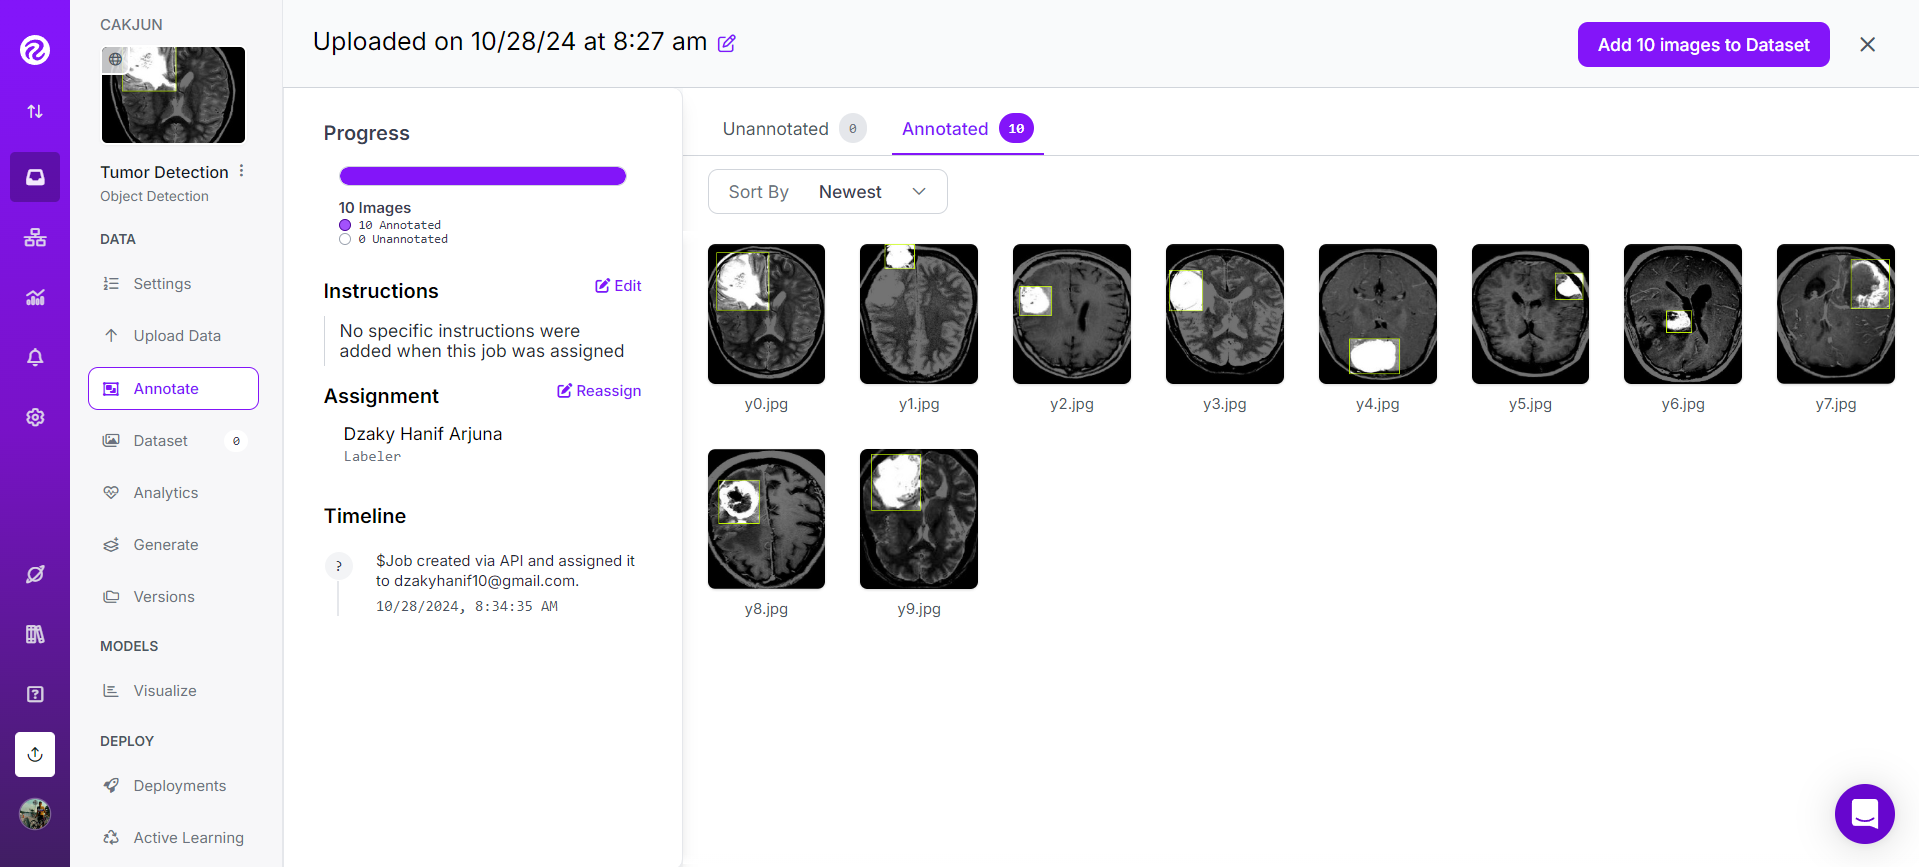 CAKJUN
Tumor Detection
Object Detection
DATA
Settings
Upload Data
Annotate
Dataset 0
Analytics
Generate
Versions
MODELS
Visualize
DEPLOY
Deployments
Active Learning
Uploaded on 10/28/24 at 8:27 am
Add 10 images to Dataset
Progress
10 Images
10 Annotated
0 Unannotated
Instructions
Edit
No specific instructions were
added when this job was assigned
Assignment
Reassign
Dzaky Hanif Arjuna
Labeler
Timeline
?
$Job created via API and assigned it
to dzakyhanif10@gmail.com.
10/28/2024, 8:34:35 AM
Unannotated 0
Annotated 10
Sort By Newest
y0.jpg
y1.jpg
y2.jpg
y3.jpg
y4.jpg
y5.jpg
y6.jpg
y7.jpg
y8.jpg
y9.jpg